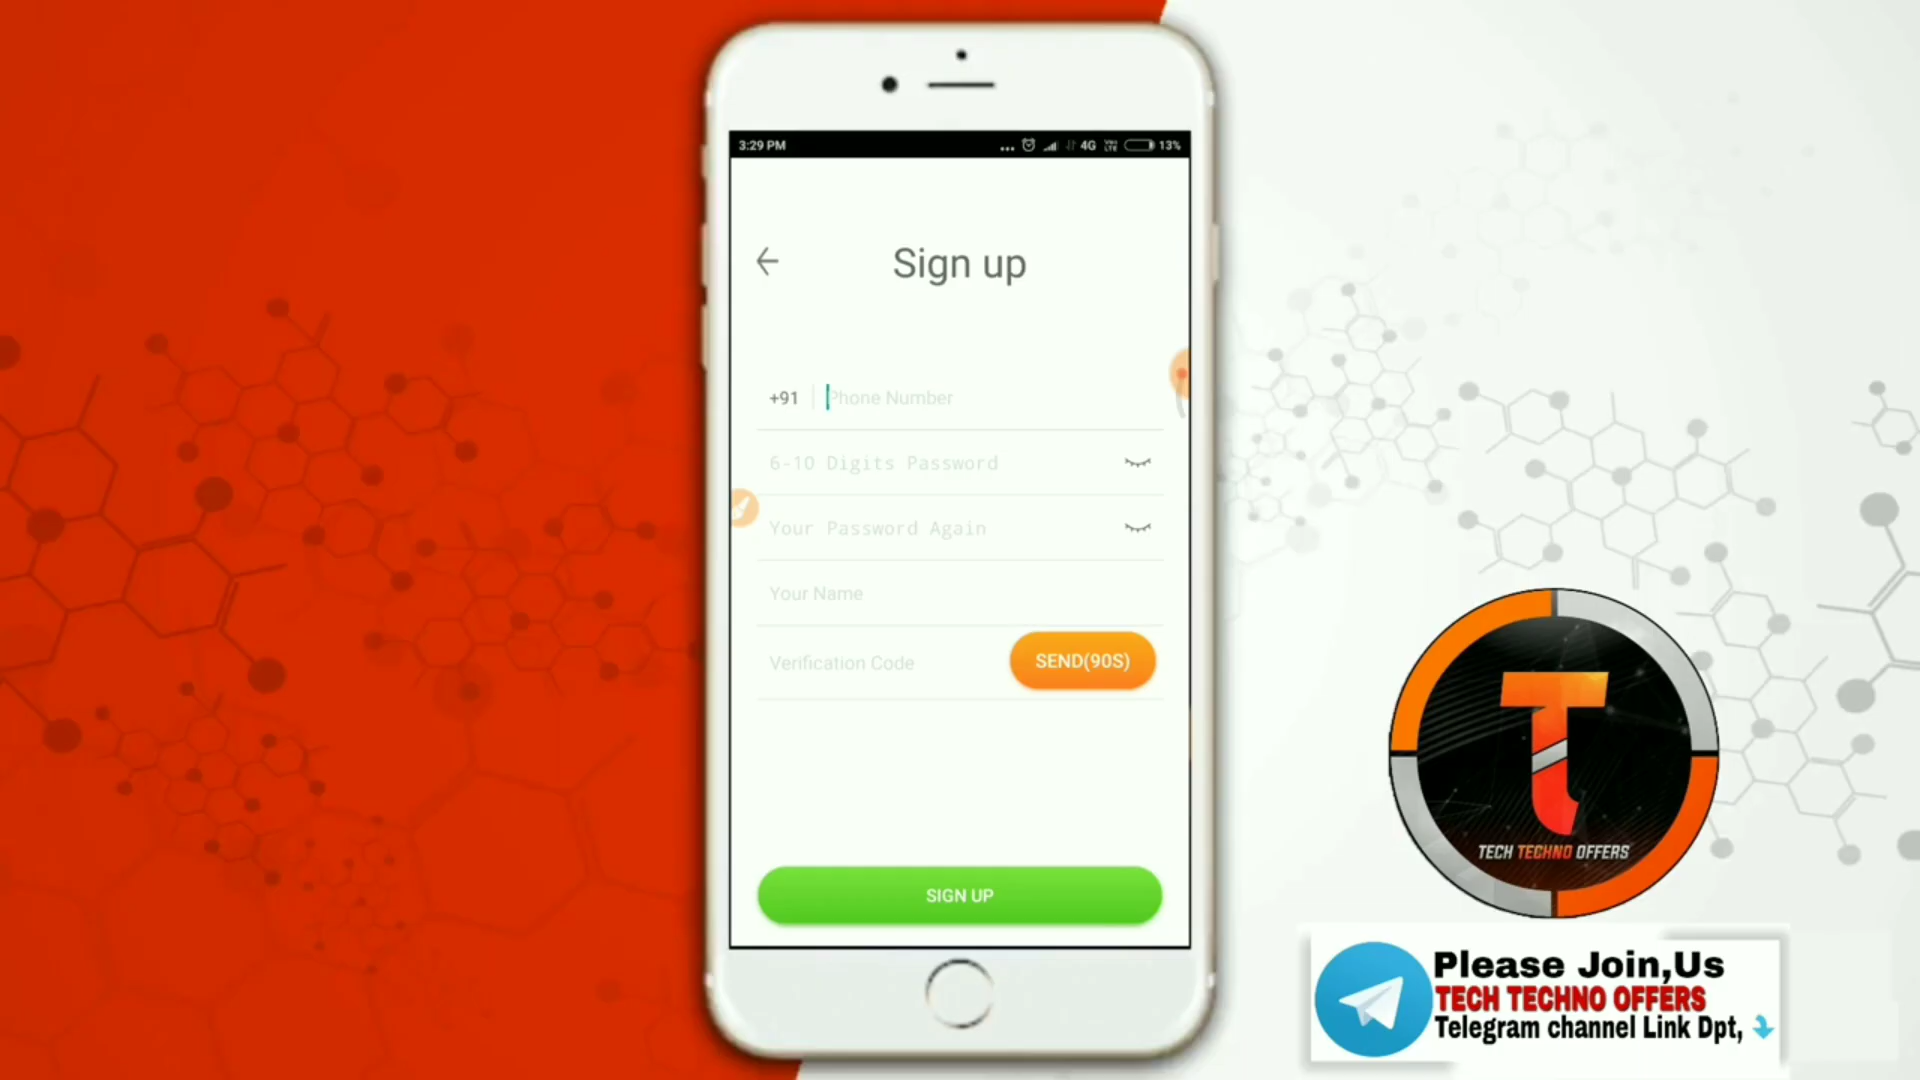 3:29 PM
4G VoLTE 13%
Sign up
+91 Phone Number
6-10 Digits Password
Your Password Again
Your Name
Verification Code SEND(90S)
SIGN UP
T
TECH TECHNO OFFERS
Please Join,Us
TECH TECHNO OFFERS
Telegram channel Link Dpt,